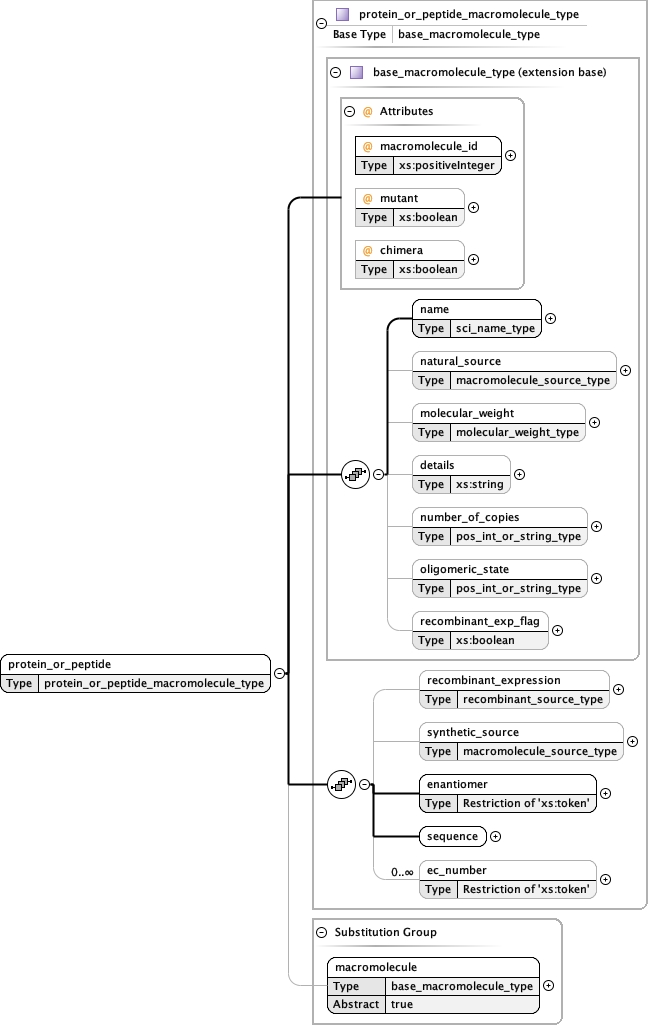 protein_or_peptide_macromolecule_type
Base Type base_macromolecule_type
base_macromolecule_type (extension base)
@ Attributes
@ macromolecule_id
Type xs:positiveInteger
@ mutant
Type xs:boolean
@ chimera
Type xs:boolean
name
Type sci_name_type
natural_source
Type macromolecule_source_type
molecular_weight
Type molecular_weight_type
details
Type xs:string
number_of_copies
Type pos_int_or_string_type
oligomeric_state
Type pos_int_or_string_type
recombinant_exp_flag
Type xs:boolean
protein_or_peptide
Type protein_or_peptide_macromolecule_type
recombinant_expression
Type recombinant_source_type
synthetic_source
Type macromolecule_source_type
enantiomer
Type Restriction of 'xs:token'
sequence
0..∞
ec_number
Type Restriction of 'xs:token'
Substitution Group
macromolecule
Type base_macromolecule_type
Abstract true